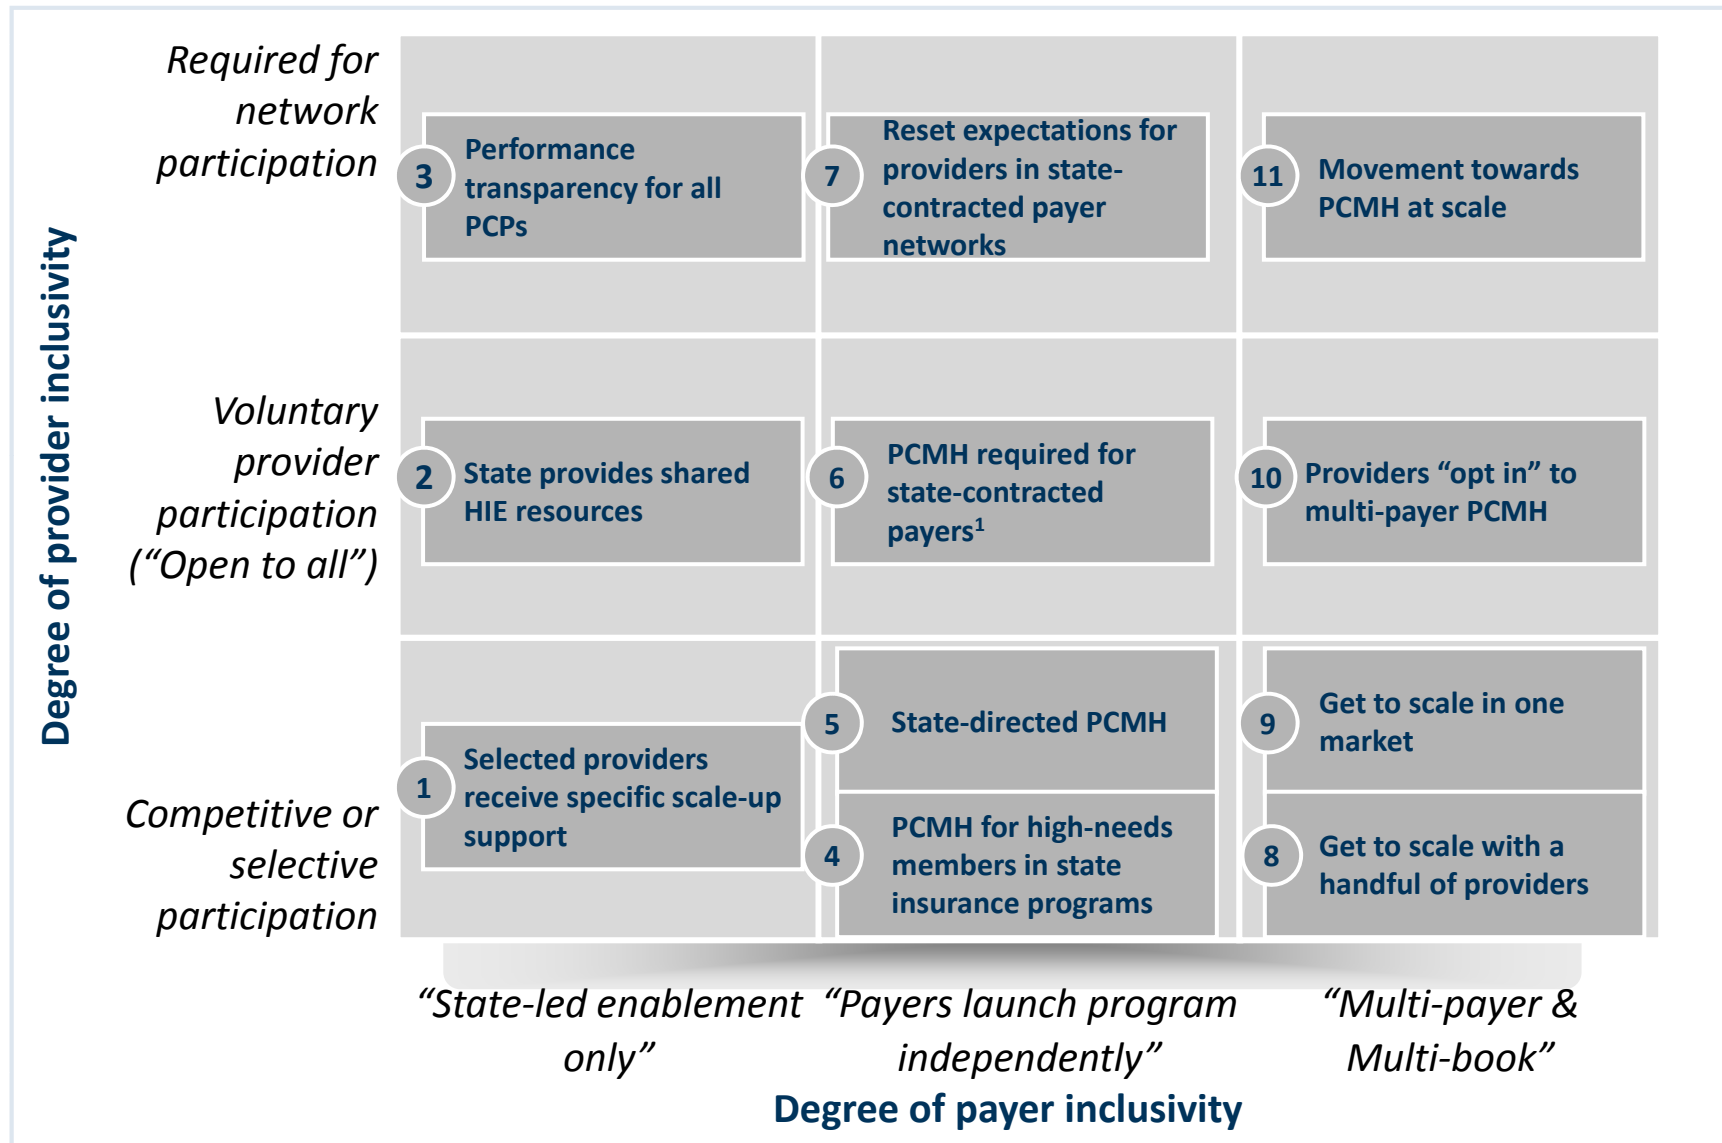 Degree of provider inclusivity
Required for
network
participation
3
Performance
transparency for all
PCPs
7
Reset expectations for
providers in state-
contracted payer
networks
11
Movement towards
PCMH at scale
Voluntary
provider
participation
(“Open to all”)
2
State provides shared
HIE resources
6
PCMH required for
state-contracted
payers1
10
Providers “opt in” to
multi-payer PCMH
Competitive or
selective
participation
1
Selected providers
receive specific scale-up
support
5
State-directed PCMH
4
PCMH for high-needs
members in state
insurance programs
9
Get to scale in one
market
8
Get to scale with a
handful of providers
“State-led enablement
only”
“Payers launch program
independently”
“Multi-payer &
Multi-book”
Degree of payer inclusivity